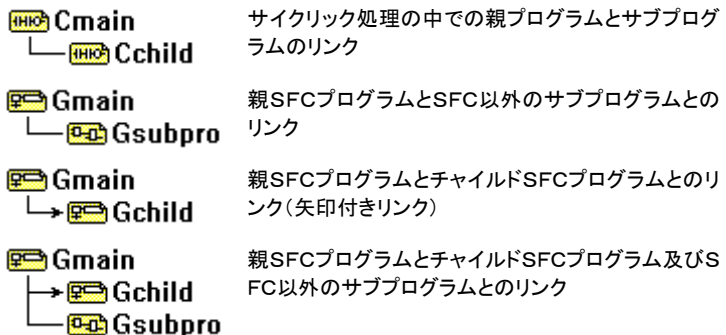 Cmain
Cchild
サイクリック処理の中での親プログラムとサブプログ
ラムのリンク
Gmain
Gsubpro
親SFCプログラムとSFC以外のサブプログラムとの
リンク
Gmain
Gchild
親SFCプログラムとチャイルドSFCプログラムとのリ
ンク(矢印付きリンク)
Gmain
Gchild
Gsubpro
親SFCプログラムとチャイルドSFCプログラム及びS
FC以外のサブプログラムとのリンク